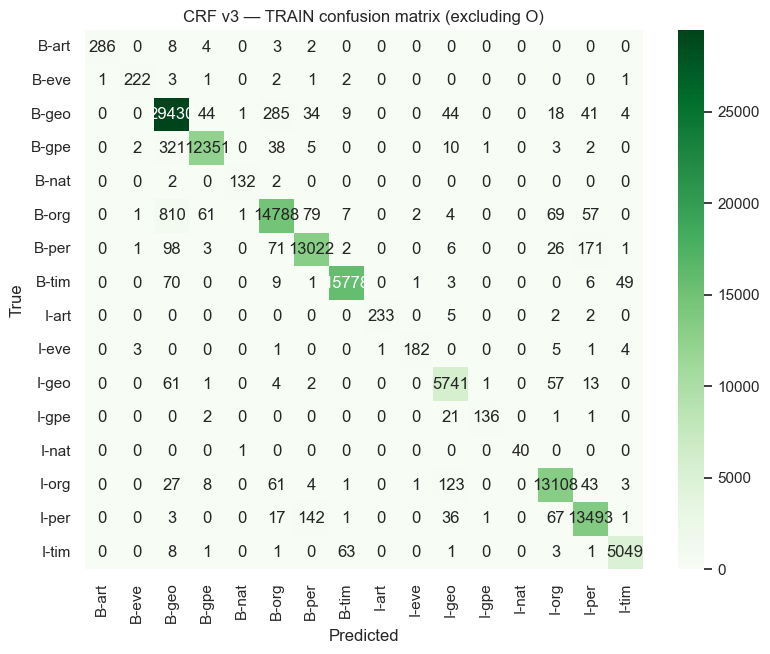 CRF v3 — TRAIN confusion matrix (excluding O)
B-art 286 0 8 4 0 3 2 0 0 0 0 0 0 0 0 0
B-eve 1 222 3 1 0 2 1 2 0 0 0 0 0 0 0 1
B-geo 0 0 29430 44 1 285 34 9 0 0 44 0 0 18 41 4
B-gpe 0 2 321 12351 0 38 5 0 0 0 10 1 0 3 2 0
B-nat 0 0 2 0 132 2 0 0 0 0 0 0 0 0 0 0
B-org 0 1 810 61 1 14788 79 7 0 2 4 0 0 69 57 0
B-per 0 1 98 3 0 71 13022 2 0 0 6 0 0 26 171 1
B-tim 0 0 70 0 0 9 1 15778 0 1 3 0 0 0 6 49
I-art 0 0 0 0 0 0 0 0 233 0 5 0 0 2 2 0
I-eve 0 3 0 0 0 1 0 0 1 182 0 0 0 5 1 4
I-geo 0 0 61 1 0 4 2 0 0 0 5741 1 0 57 13 0
I-gpe 0 0 0 2 0 0 0 0 0 0 21 136 0 1 1 0
I-nat 0 0 0 0 1 0 0 0 0 0 0 0 40 0 0 0
I-org 0 0 27 8 0 61 4 1 0 1 123 0 0 13108 43 3
I-per 0 0 3 0 0 17 142 1 0 0 36 1 0 67 13493 1
I-tim 0 0 8 1 0 1 0 63 0 0 1 0 0 3 1 5049
B-art B-eve B-geo B-gpe B-nat B-org B-per B-tim I-art I-eve I-geo I-gpe I-nat I-org I-per I-tim
Predicted
True
25000
20000
15000
10000
5000
0